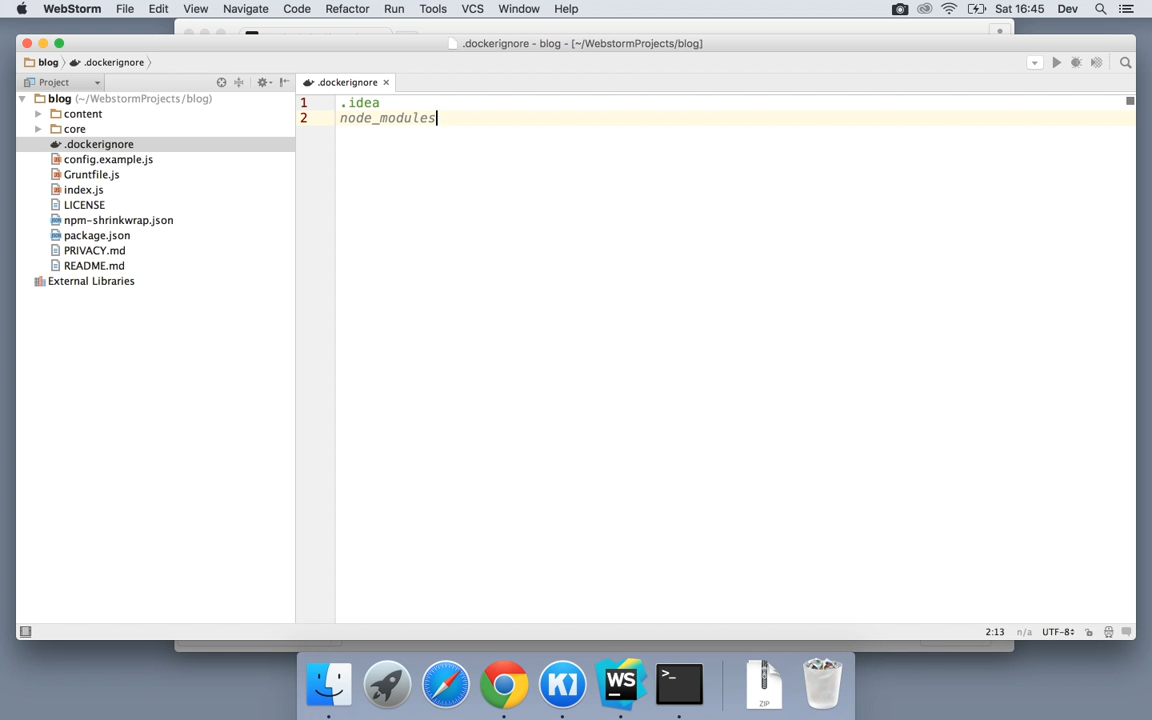 WebStorm File Edit View Navigate Code Refactor Run Tools VCS Window Help Sat 16:45 Dev
.dockerignore - blog - [~/WebstormProjects/blog]
blog .dockerignore
Project .dockerignore
blog (~/WebstormProjects/blog)
content
core
.dockerignore
config.example.js
Gruntfile.js
index.js
LICENSE
npm-shrinkwrap.json
package.json
PRIVACY.md
README.md
External Libraries
1 .idea
2 node_modules
2:13 n/a UTF-8
WS
>_
ZIP